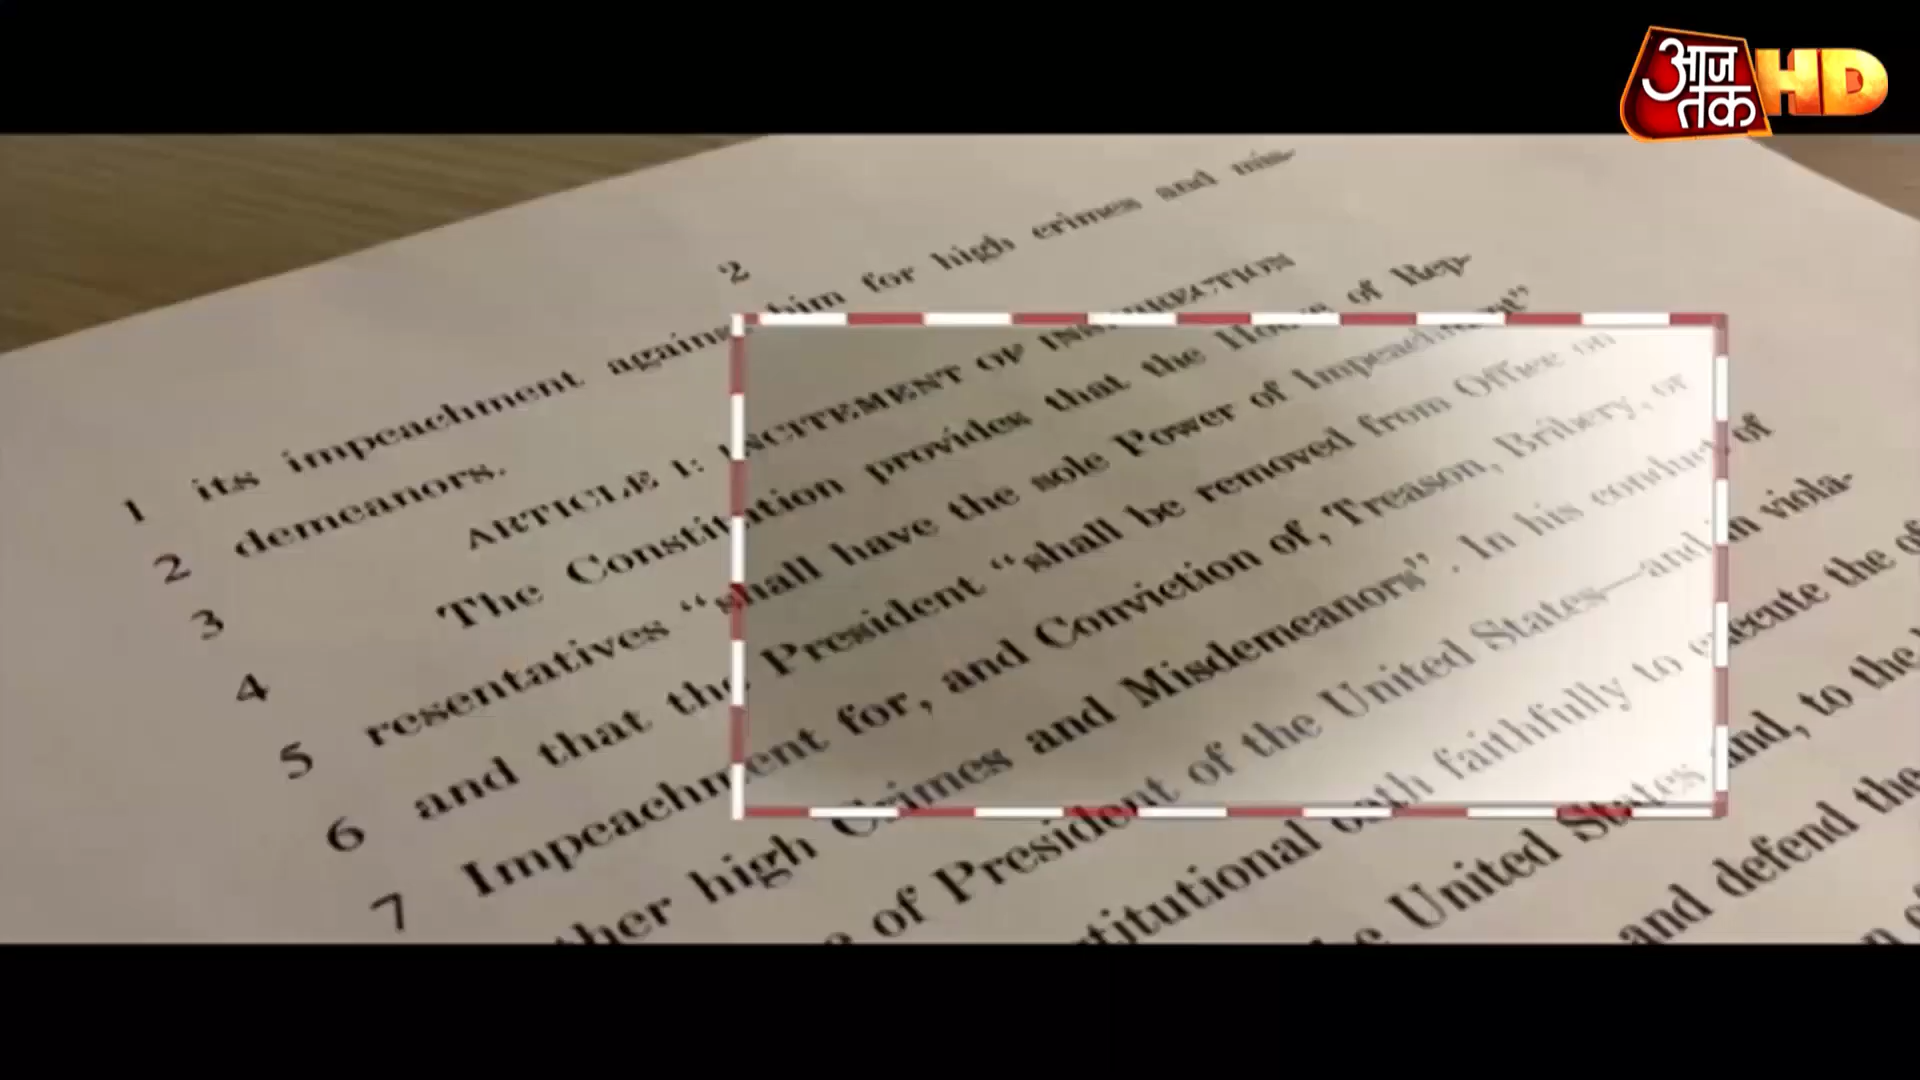 आज
तक HD
2
1 its impeachment against him for high crimes and mis-
2 demeanors.
3 ARTICLE I: INCITEMENT OF INSURRECTION
4 The Constitution provides that the House of Rep-
5 resentatives “shall have the sole Power of Impeachment”
6 and that the President “shall be removed from Office on
7 Impeachment for, and Conviction of, Treason, Bribery, or
high Crimes and Misdemeanors”. In his conduct of
of President of the United States—and in viola-
oath faithfully to execute the
United States and, to the
and defend the